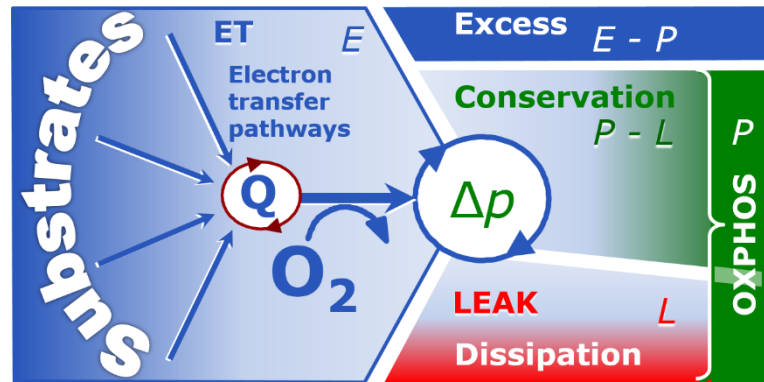 Substrates
ET E
Electron
transfer
pathways
Q
O2
Δp
Excess E - P
Conservation
P - L
P
OXPHOS
LEAK L
Dissipation